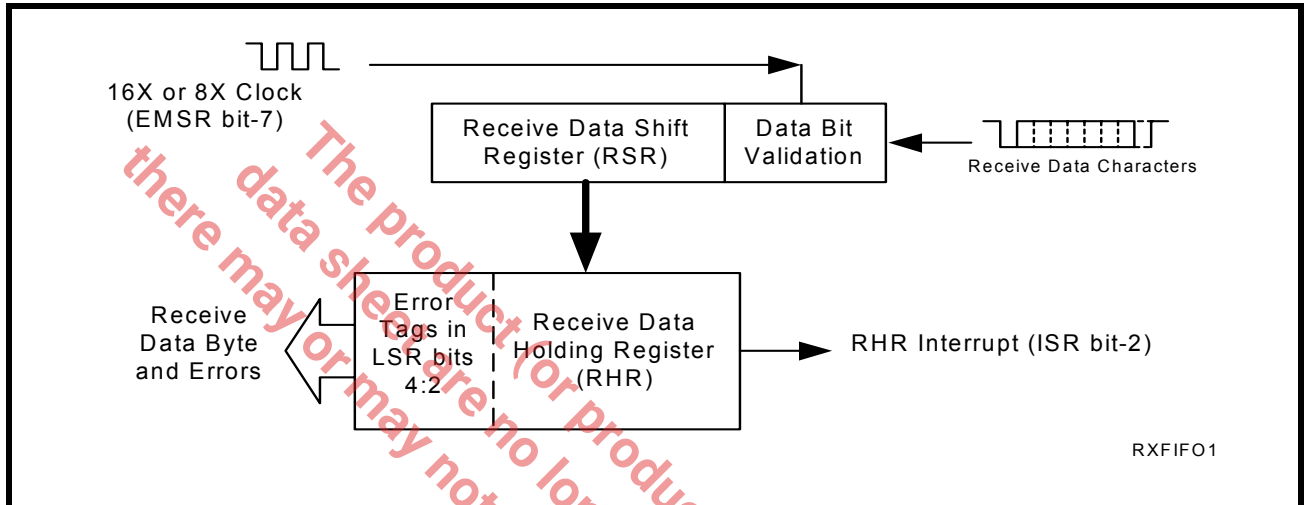 16X or 8X Clock
(EMSR bit-7)
Receive Data Shift
Register (RSR)
Data Bit
Validation
Receive Data Characters
Receive
Data Byte
and Errors
Error
Tags in
LSR bits
4:2
Receive Data
Holding Register
(RHR)
RHR Interrupt (ISR bit-2)
RXFIFO1
The product (or produc
data sheet are no lon
there may or may not